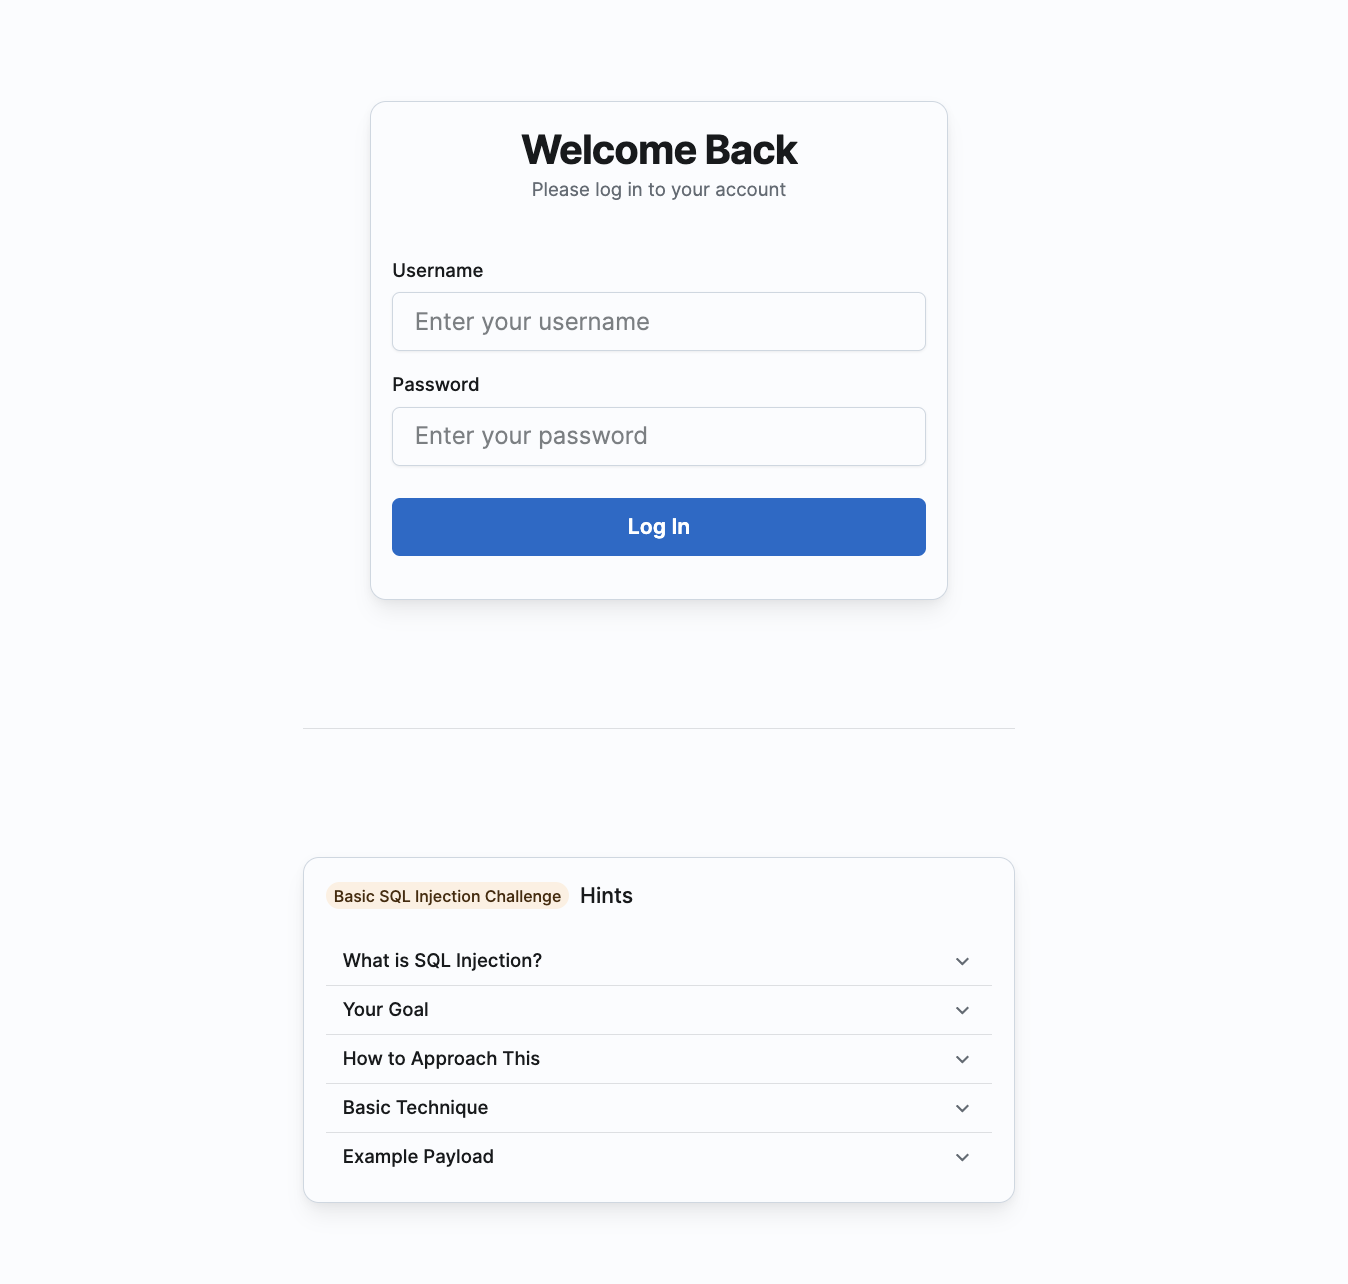 Welcome Back
Please log in to your account
Username
Enter your username
Password
Enter your password
Log In
Basic SQL Injection Challenge Hints
What is SQL Injection?
Your Goal
How to Approach This
Basic Technique
Example Payload